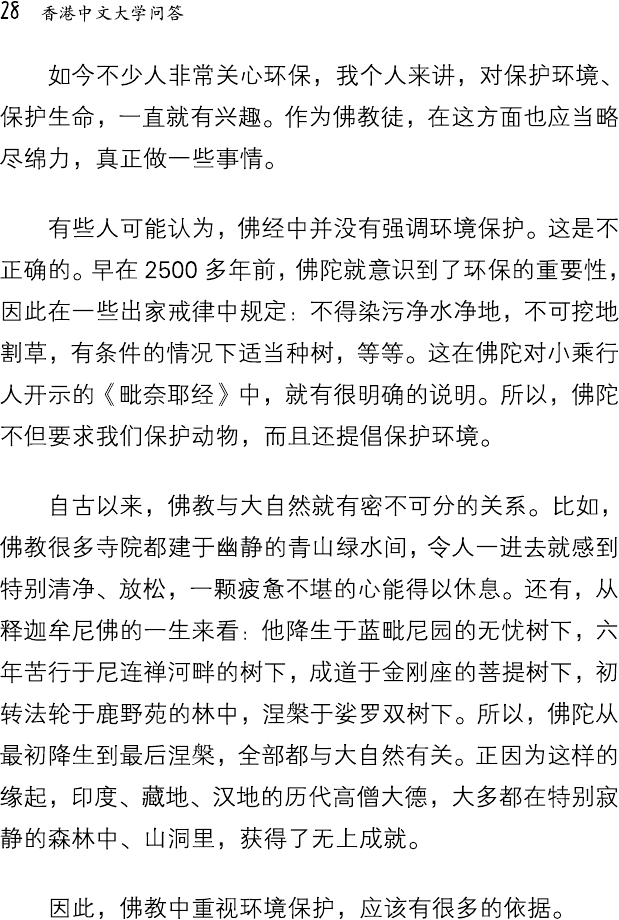 28 香港中文大学问答
如今不少人非常关心环保，我个人来讲，对保护环境、
保护生命，一直就有兴趣。作为佛教徒，在这方面也应当略
尽绵力，真正做一些事情。
有些人可能认为，佛经中并没有强调环境保护。这是不
正确的。早在 2500 多年前，佛陀就意识到了环保的重要性，
因此在一些出家戒律中规定：不得染污净水净地，不可挖地
割草，有条件的情况下适当种树，等等。这在佛陀对小乘行
人开示的《毗奈耶经》中，就有很明确的说明。所以，佛陀
不但要求我们保护动物，而且还提倡保护环境。
自古以来，佛教与大自然就有密不可分的关系。比如，
佛教很多寺院都建于幽静的青山绿水间，令人一进去就感到
特别清净、放松，一颗疲惫不堪的心能得以休息。还有，从
释迦牟尼佛的一生来看：他降生于蓝毗尼园的无忧树下，六
年苦行于尼连禅河畔的树下，成道于金刚座的菩提树下，初
转法轮于鹿野苑的林中，涅槃于娑罗双树下。所以，佛陀从
最初降生到最后涅槃，全部都与大自然有关。正因为这样的
缘起，印度、藏地、汉地的历代高僧大德，大多都在特别寂
静的森林中、山洞里，获得了无上成就。
因此，佛教中重视环境保护，应该有很多的依据。